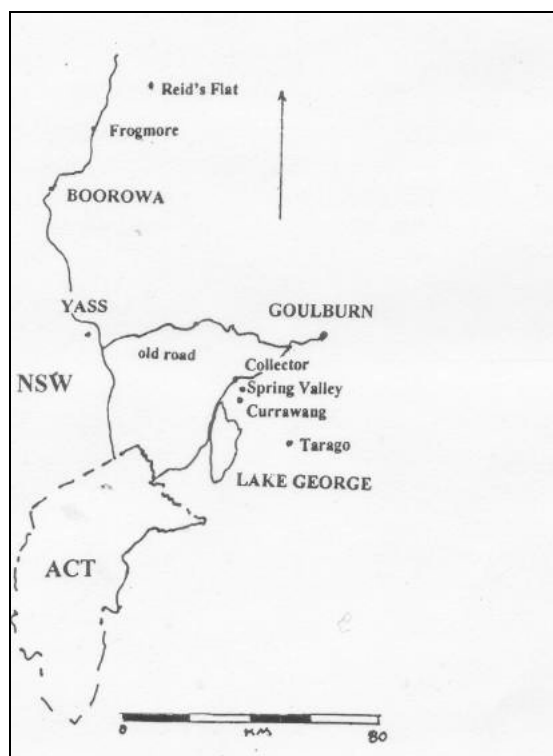 Reid's Flat
Frogmore
BOOROWA
YASS
GOULBURN
old road
Collector
NSW
Spring Valley
Currawang
Tarago
LAKE GEORGE
ACT
0 KM 80